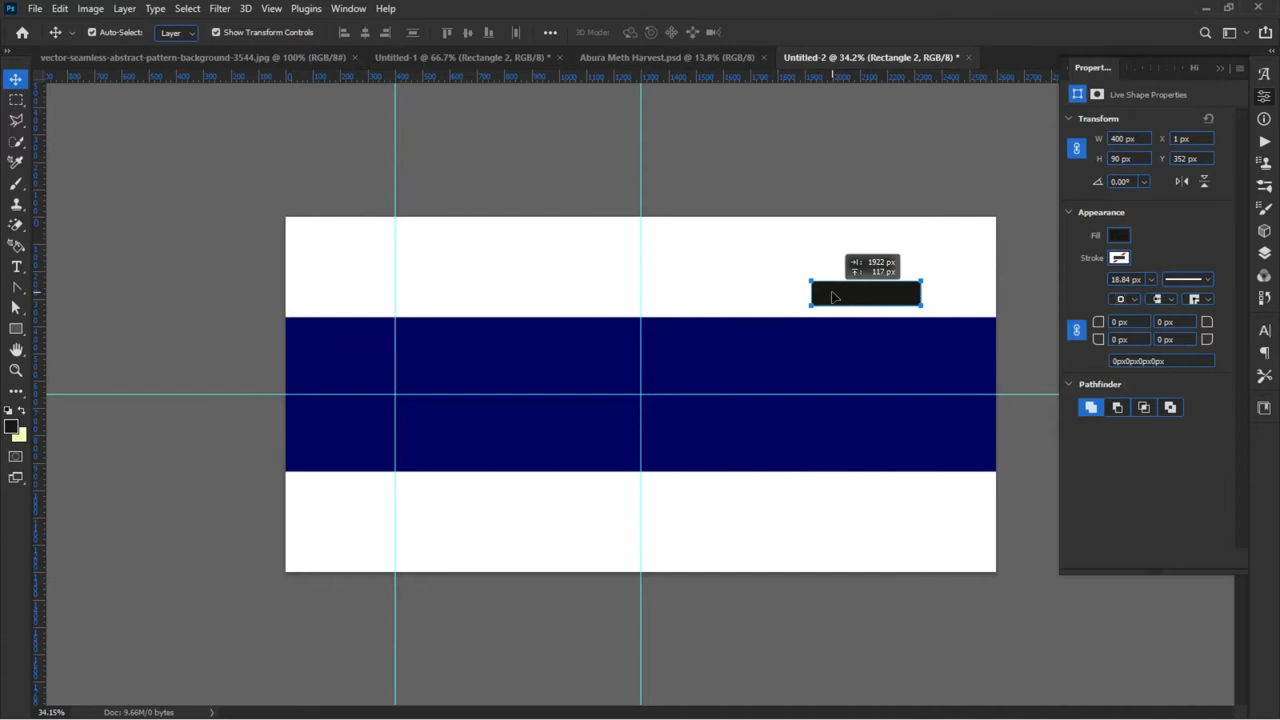 Ps File Edit Image Layer Type Select Filter 3D View Plugins Window Help
Auto-Select: Layer Show Transform Controls 3D Mode:
vector-seamless-abstract-pattern-background-3544.jpg @ 100% (RGB/8#) × Untitled-1 @ 66.7% (Rectangle 2, RGB/8) * × Abura Meth Harvest.psd @ 13.8% (RGB/8) × Untitled-2 @ 34.2% (Rectangle 2, RGB/8) * ×
Propert... Hi
Live Shape Properties
Transform
W 400 px X 1 px
H 90 px Y 352 px
0.00°
Appearance
Fill
Stroke
18.84 px
0 px 0 px
0 px 0 px
0px0px0px0px
Pathfinder
1922 px
117 px
34.15% Doc: 9.66M/0 bytes